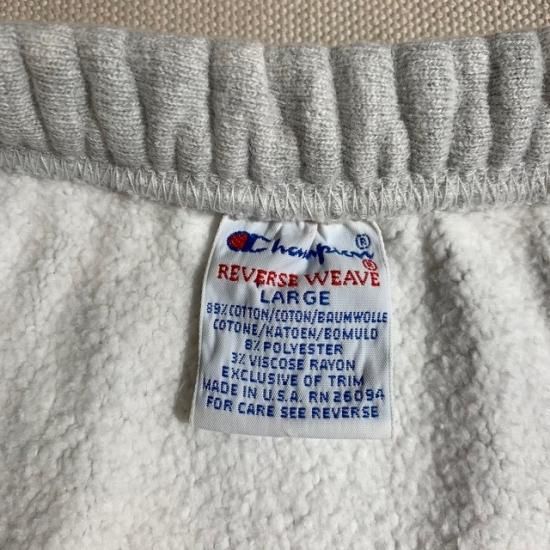 Champion®
REVERSE WEAVE®
LARGE
89% COTTON/COTON/BAUMWOLLE
COTONE/KATOEN/BOMULD
8% POLYESTER
3% VISCOSE RAYON
EXCLUSIVE OF TRIM
MADE IN U.S.A. RN 26094
FOR CARE SEE REVERSE